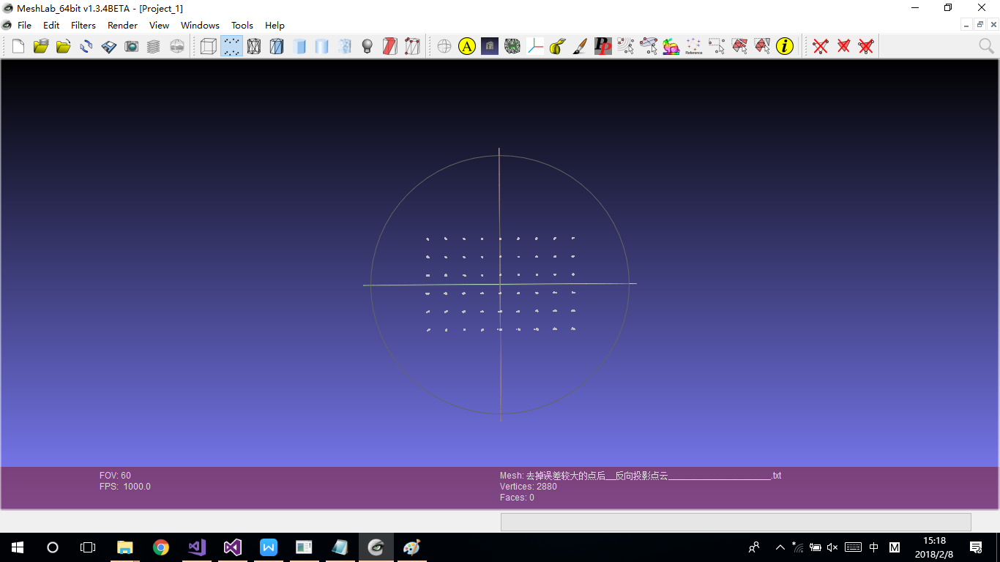 MeshLab_64bit v1.3.4BETA - [Project_1]
File Edit Filters Render View Windows Tools Help
A
PP
Reference
i
FOV: 60
FPS: 1000.0
Mesh: 去掉误差较大的点后__反向投影点云______________________.txt
Vertices: 2880
Faces: 0
W
中
M
15:18
2018/2/8